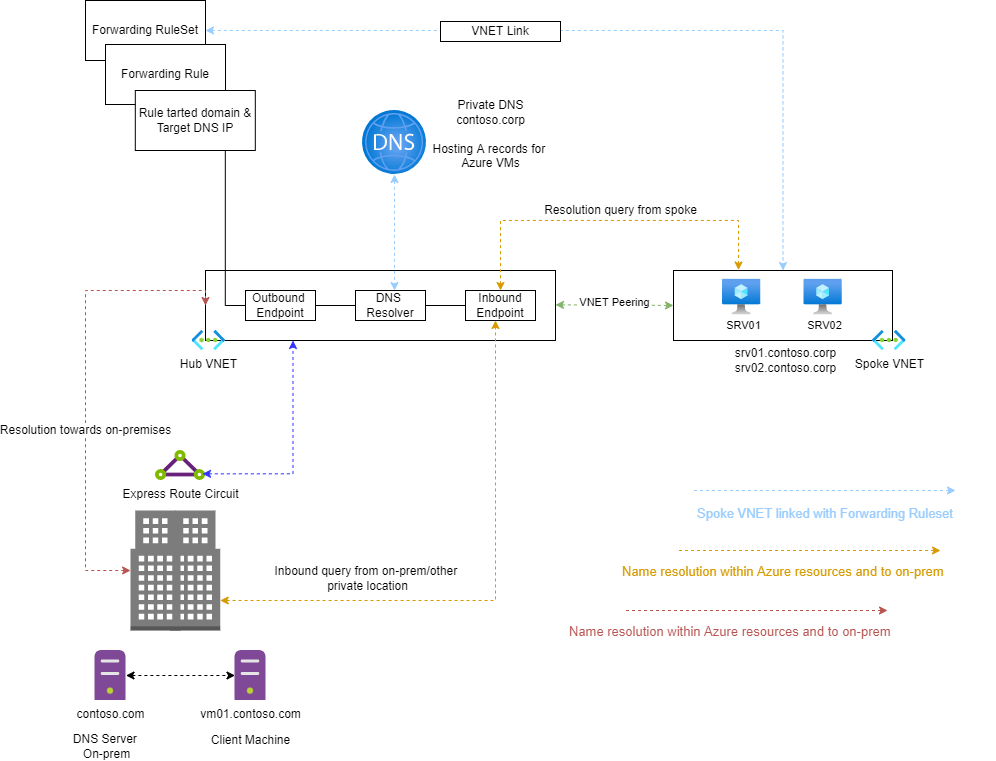 Forwarding RuleSet
VNET Link
Forwarding Rule
Rule tarted domain &
Target DNS IP
DNS
Private DNS
contoso.corp
Hosting A records for
Azure VMs
Resolution query from spoke
Outbound
Endpoint
DNS
Resolver
Inbound
Endpoint
VNET Peering
SRV01
SRV02
srv01.contoso.corp
srv02.contoso.corp
Hub VNET
Spoke VNET
Resolution towards on-premises
Express Route Circuit
Spoke VNET linked with Forwarding Ruleset
Inbound query from on-prem/other
private location
Name resolution within Azure resources and to on-prem
Name resolution within Azure resources and to on-prem
contoso.com
vm01.contoso.com
DNS Server
On-prem
Client Machine